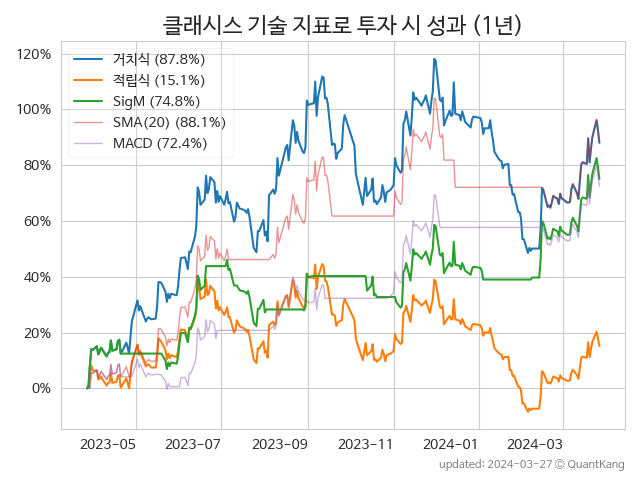 클래시스 기술 지표로 투자 시 성과 (1년)
120%
100%
80%
60%
40%
20%
0%
거치식 (87.8%)
적립식 (15.1%)
SigM (74.8%)
SMA(20) (88.1%)
MACD (72.4%)
2023-05
2023-07
2023-09
2023-11
2024-01
2024-03
updated: 2024-03-27 © QuantKang